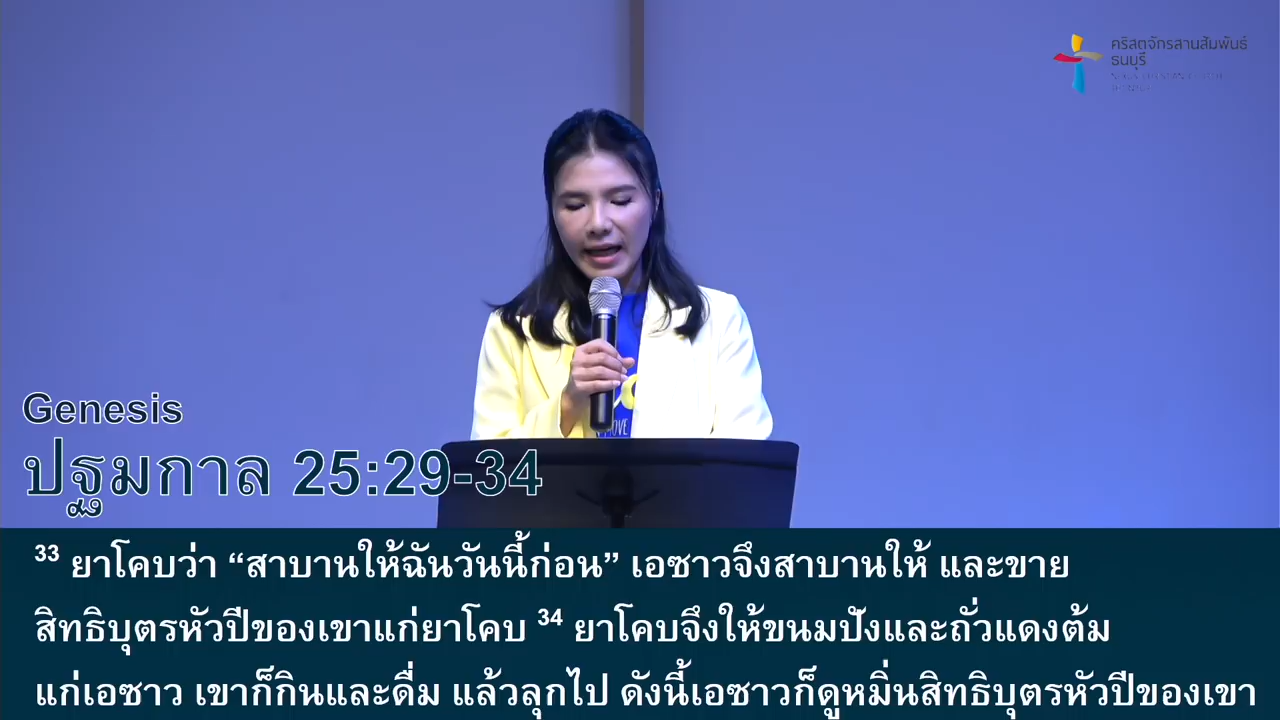 คริสตจักรสานสัมพันธ์
ธนบุรี
MOVE
Genesis
ปฐมกาล 25:29-34
33 ยาโคบว่า “สาบานให้ฉันวันนี้ก่อน” เอซาวจึงสาบานให้ และขาย
สิทธิบุตรหัวปีของเขาแก่ยาโคบ 34 ยาโคบจึงให้ขนมปังและถั่วแดงต้ม
แก่เอซาว เขาก็กินและดื่ม แล้วลุกไป ดังนี้เอซาวก็ดูหมิ่นสิทธิบุตรหัวปีของเขา